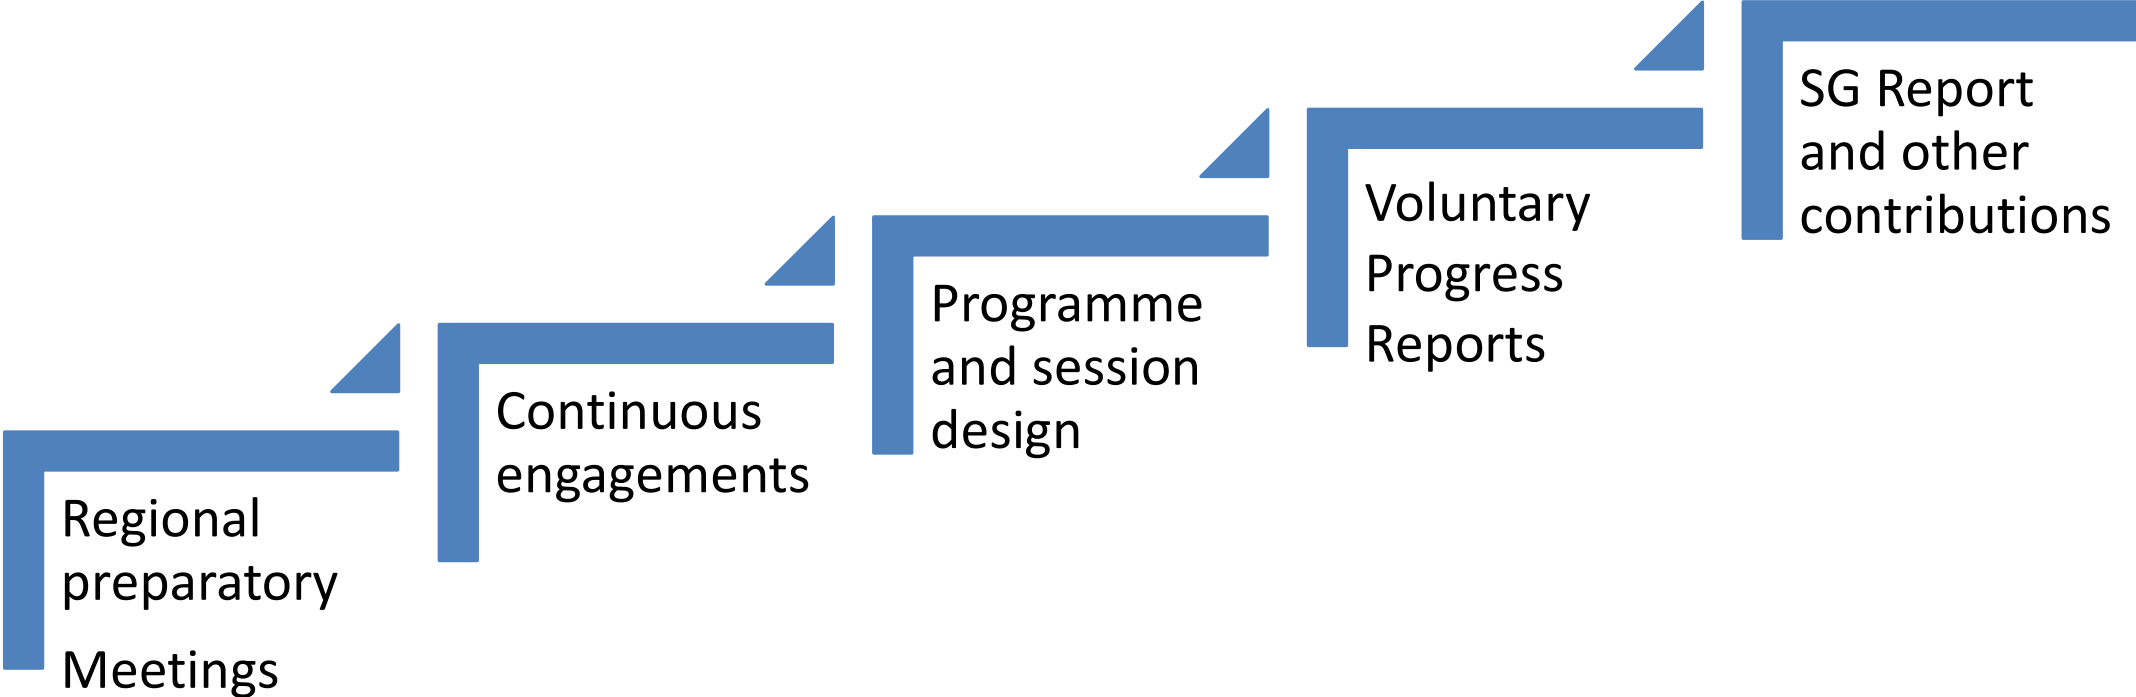 Regional
preparatory
Meetings
Continuous
engagements
Programme
and session
design
Voluntary
Progress
Reports
SG Report
and other
contributions